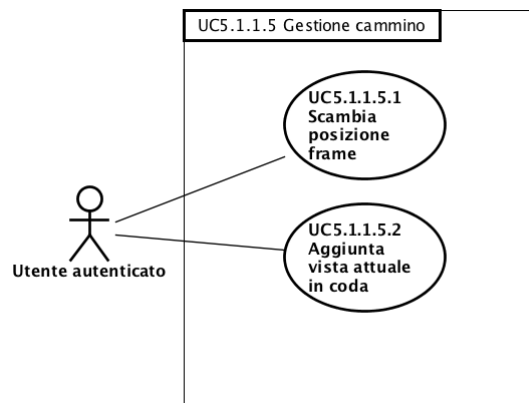 UC5.1.1.5 Gestione cammino
UC5.1.1.5.1
Scambia
posizione
frame
UC5.1.1.5.2
Aggiunta
vista attuale
in coda
Utente autenticato